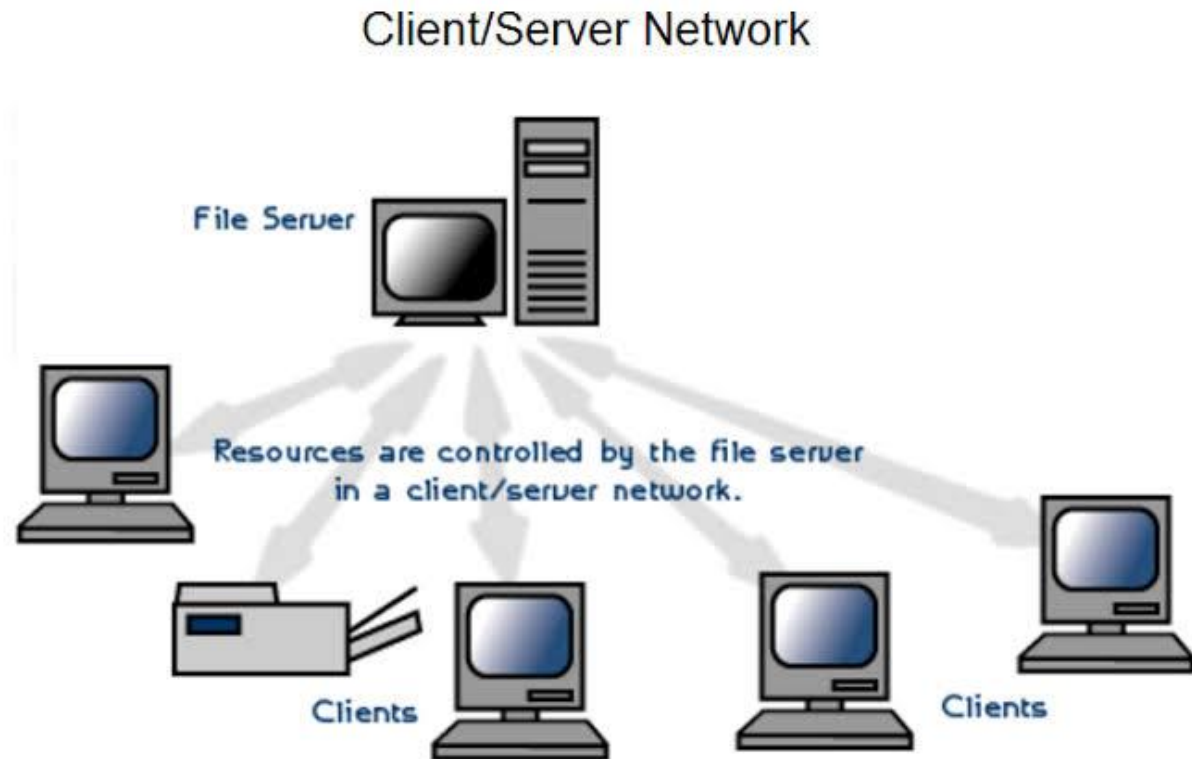 Client/Server Network
File Server
Resources are controlled by the file server
in a client/server network.
Clients
Clients